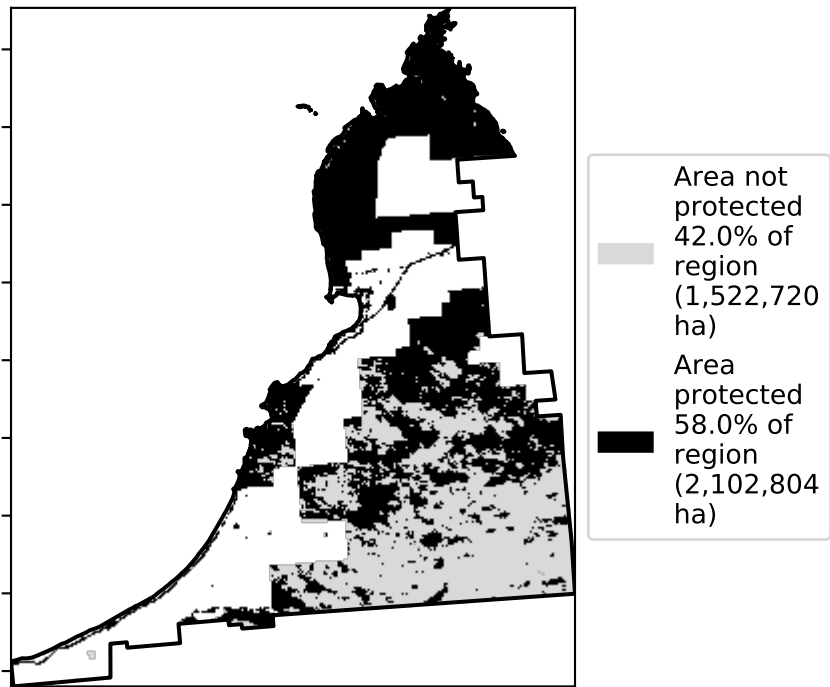 Area not
protected
42.0% of
region
(1,522,720
ha)
Area
protected
58.0% of
region
(2,102,804
ha)